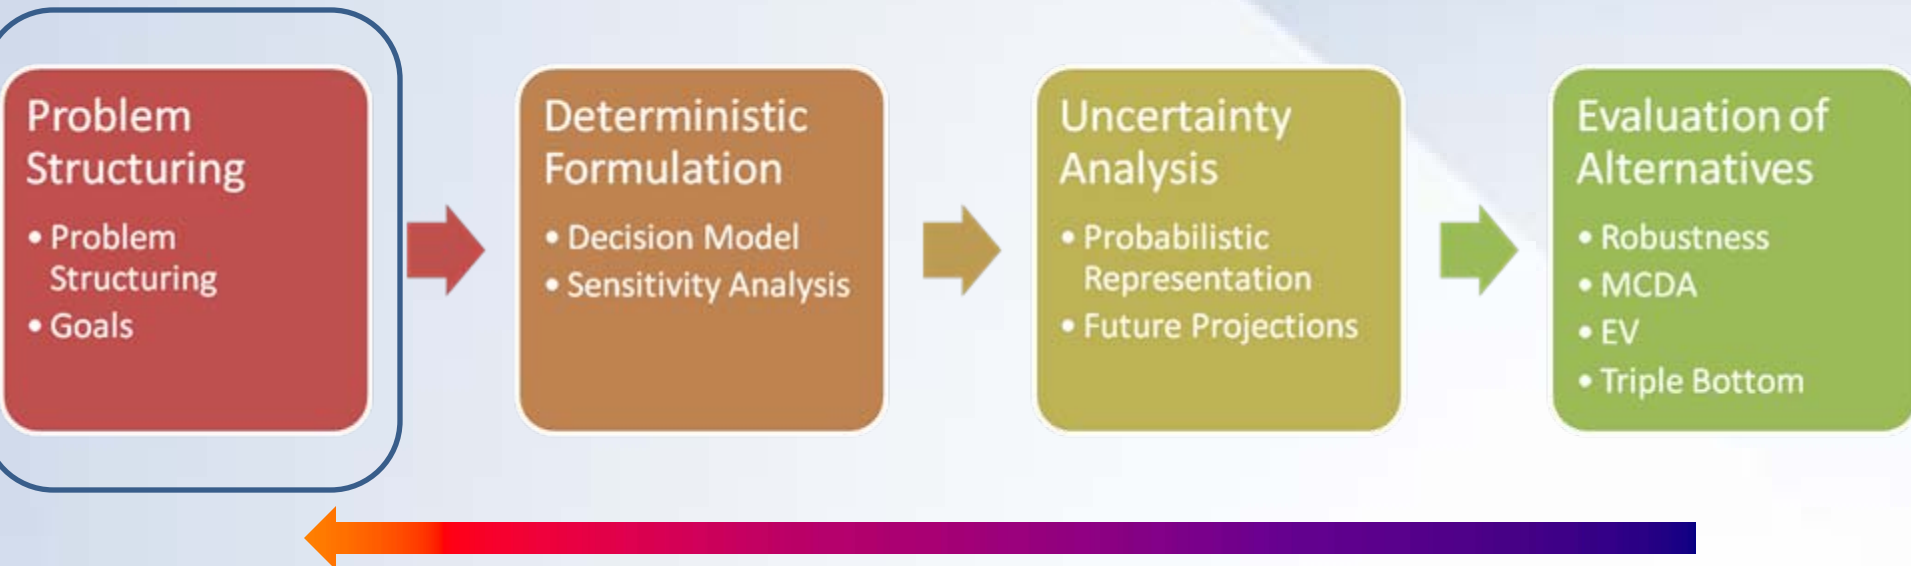 Problem
Structuring
• Problem
Structuring
• Goals
Deterministic
Formulation
• Decision Model
• Sensitivity Analysis
Uncertainty
Analysis
• Probabilistic
Representation
• Future Projections
Evaluation of
Alternatives
• Robustness
• MCDA
• EV
• Triple Bottom